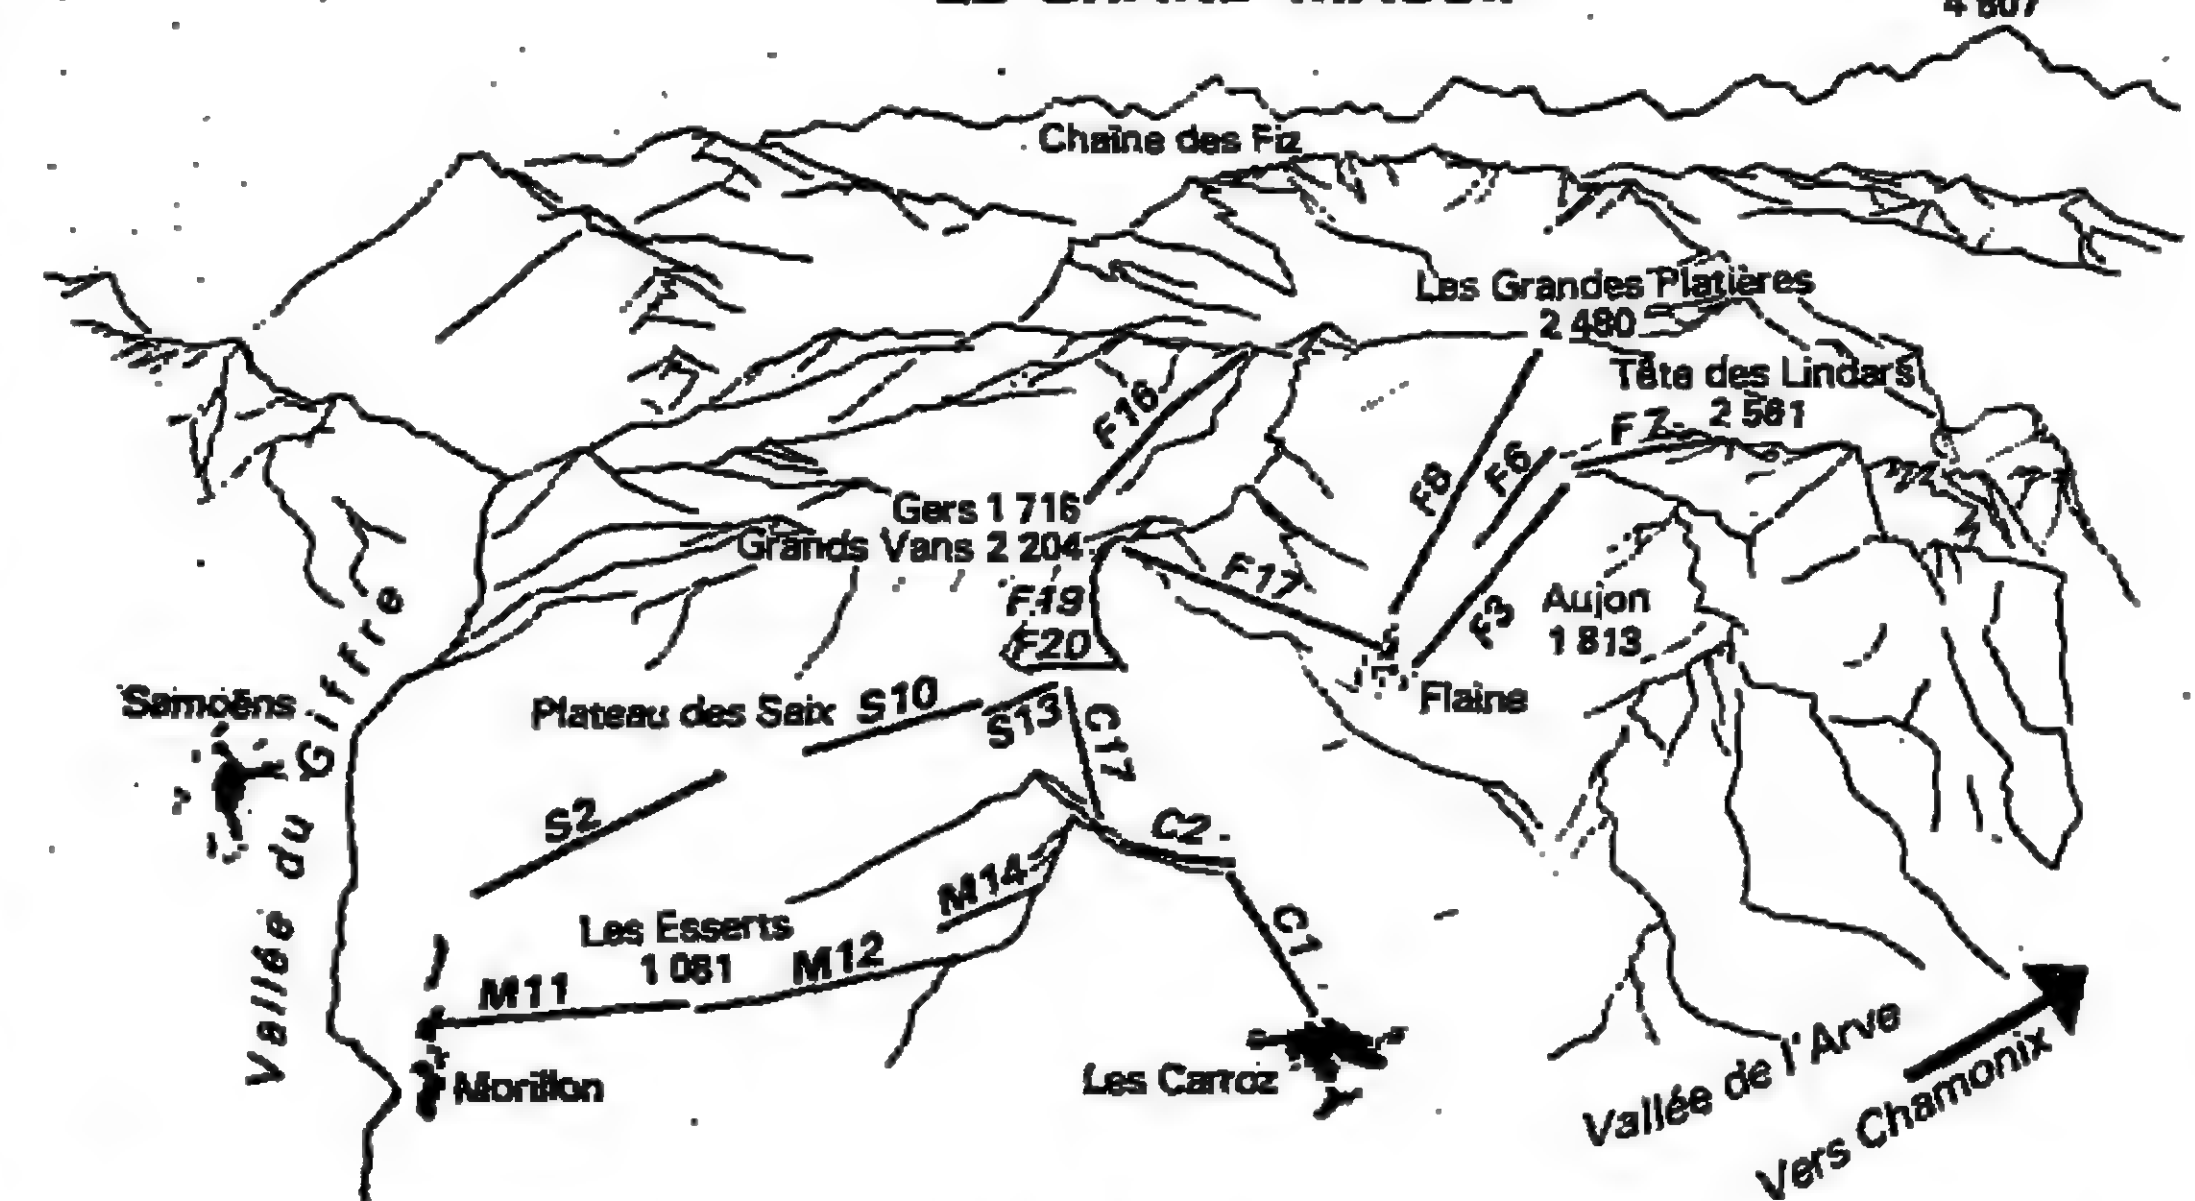 4 807
Chaîne des Fiz
Les Grandes Platières
2 480
Tête des Lindars
2 561
F16
F7
F8
F6
Gers 1 716
Grands Vans 2 204
F17
F19
F20
F3
Aujon
1 813
Flaine
Samoëns
Vallée du Giffre
Plateau des Saix
S10
S13
C17
S2
C2
M14
Les Esserts
1 061
M12
M11
C1
Morillon
Les Carroz
Vallée de l'Arve
Vers Chamonix